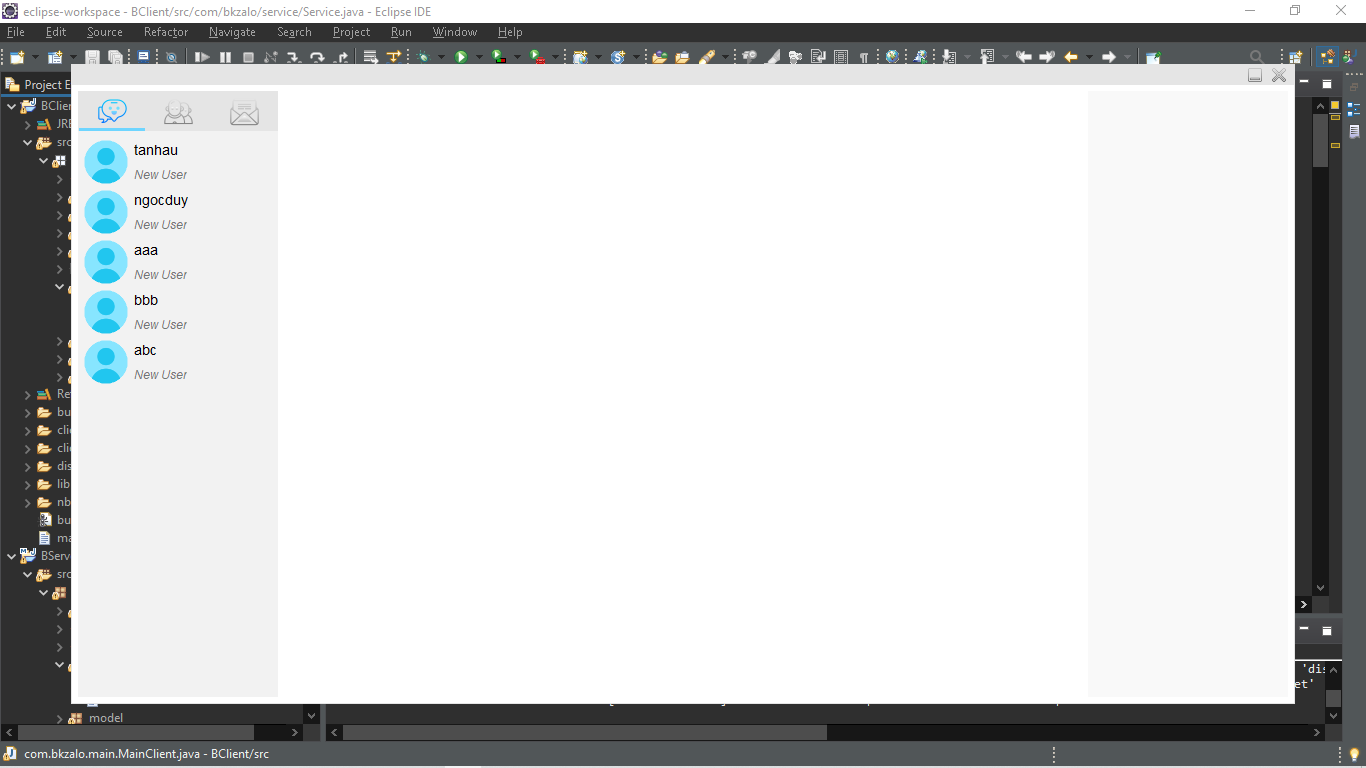 eclipse-workspace - BClient/src/com/bkzalo/service/Service.java - Eclipse IDE
File Edit Source Refactor Navigate Search Project Run Window Help
Project E
BClien
JRE
src
tanhau
New User
ngocduy
New User
aaa
New User
bbb
New User
abc
New User
Re
bu
clie
clie
dis
lib
nb
bu
ma
BServ
src
'dis
et'
model
com.bkzalo.main.MainClient.java - BClient/src